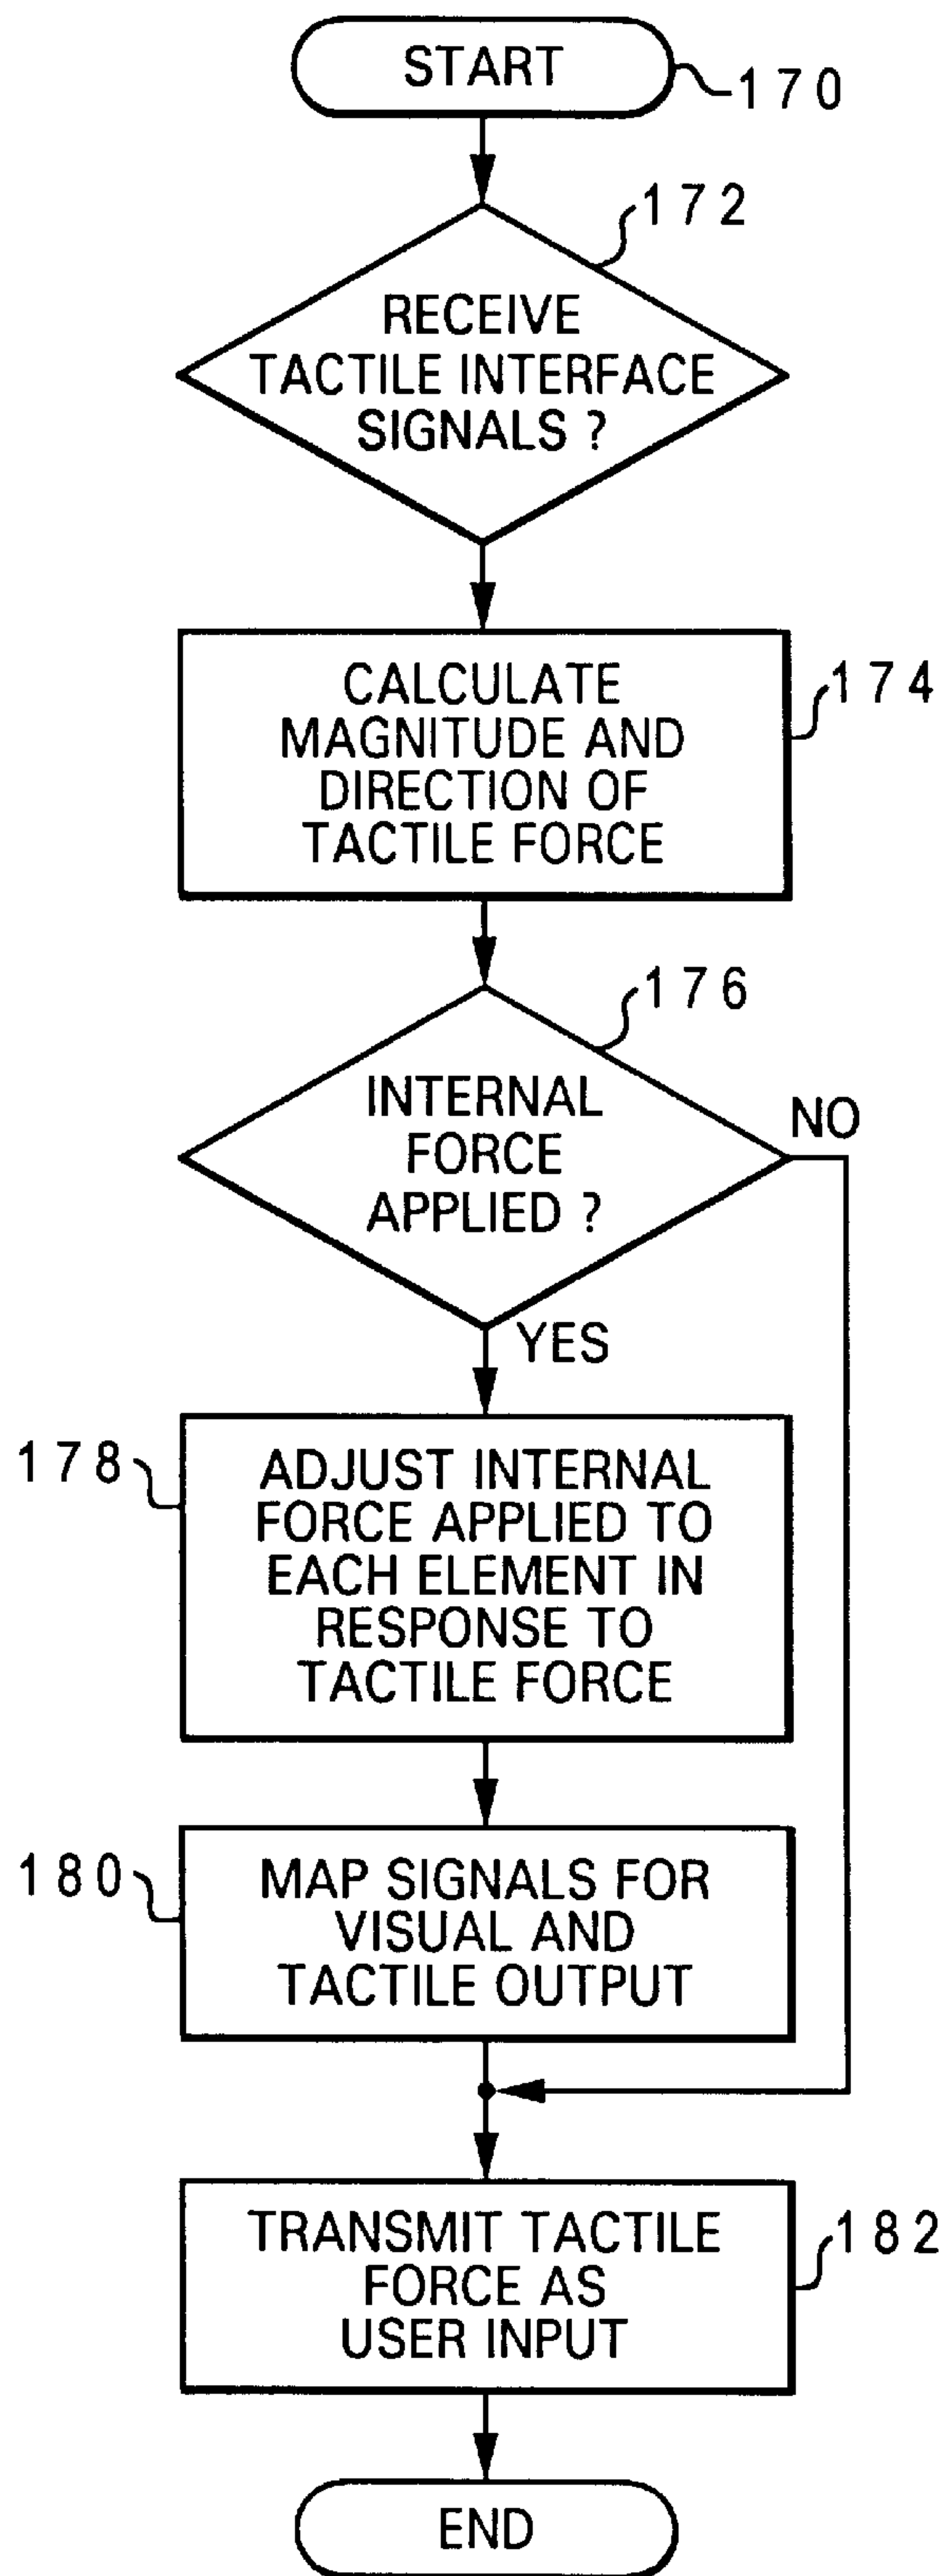 START
170
172
RECEIVE
TACTILE INTERFACE
SIGNALS ?
CALCULATE
MAGNITUDE AND
DIRECTION OF
TACTILE FORCE
174
176
INTERNAL
FORCE
APPLIED ?
NO
YES
178
ADJUST INTERNAL
FORCE APPLIED TO
EACH ELEMENT IN
RESPONSE TO
TACTILE FORCE
180
MAP SIGNALS FOR
VISUAL AND
TACTILE OUTPUT
TRANSMIT TACTILE
FORCE AS
USER INPUT
182
END